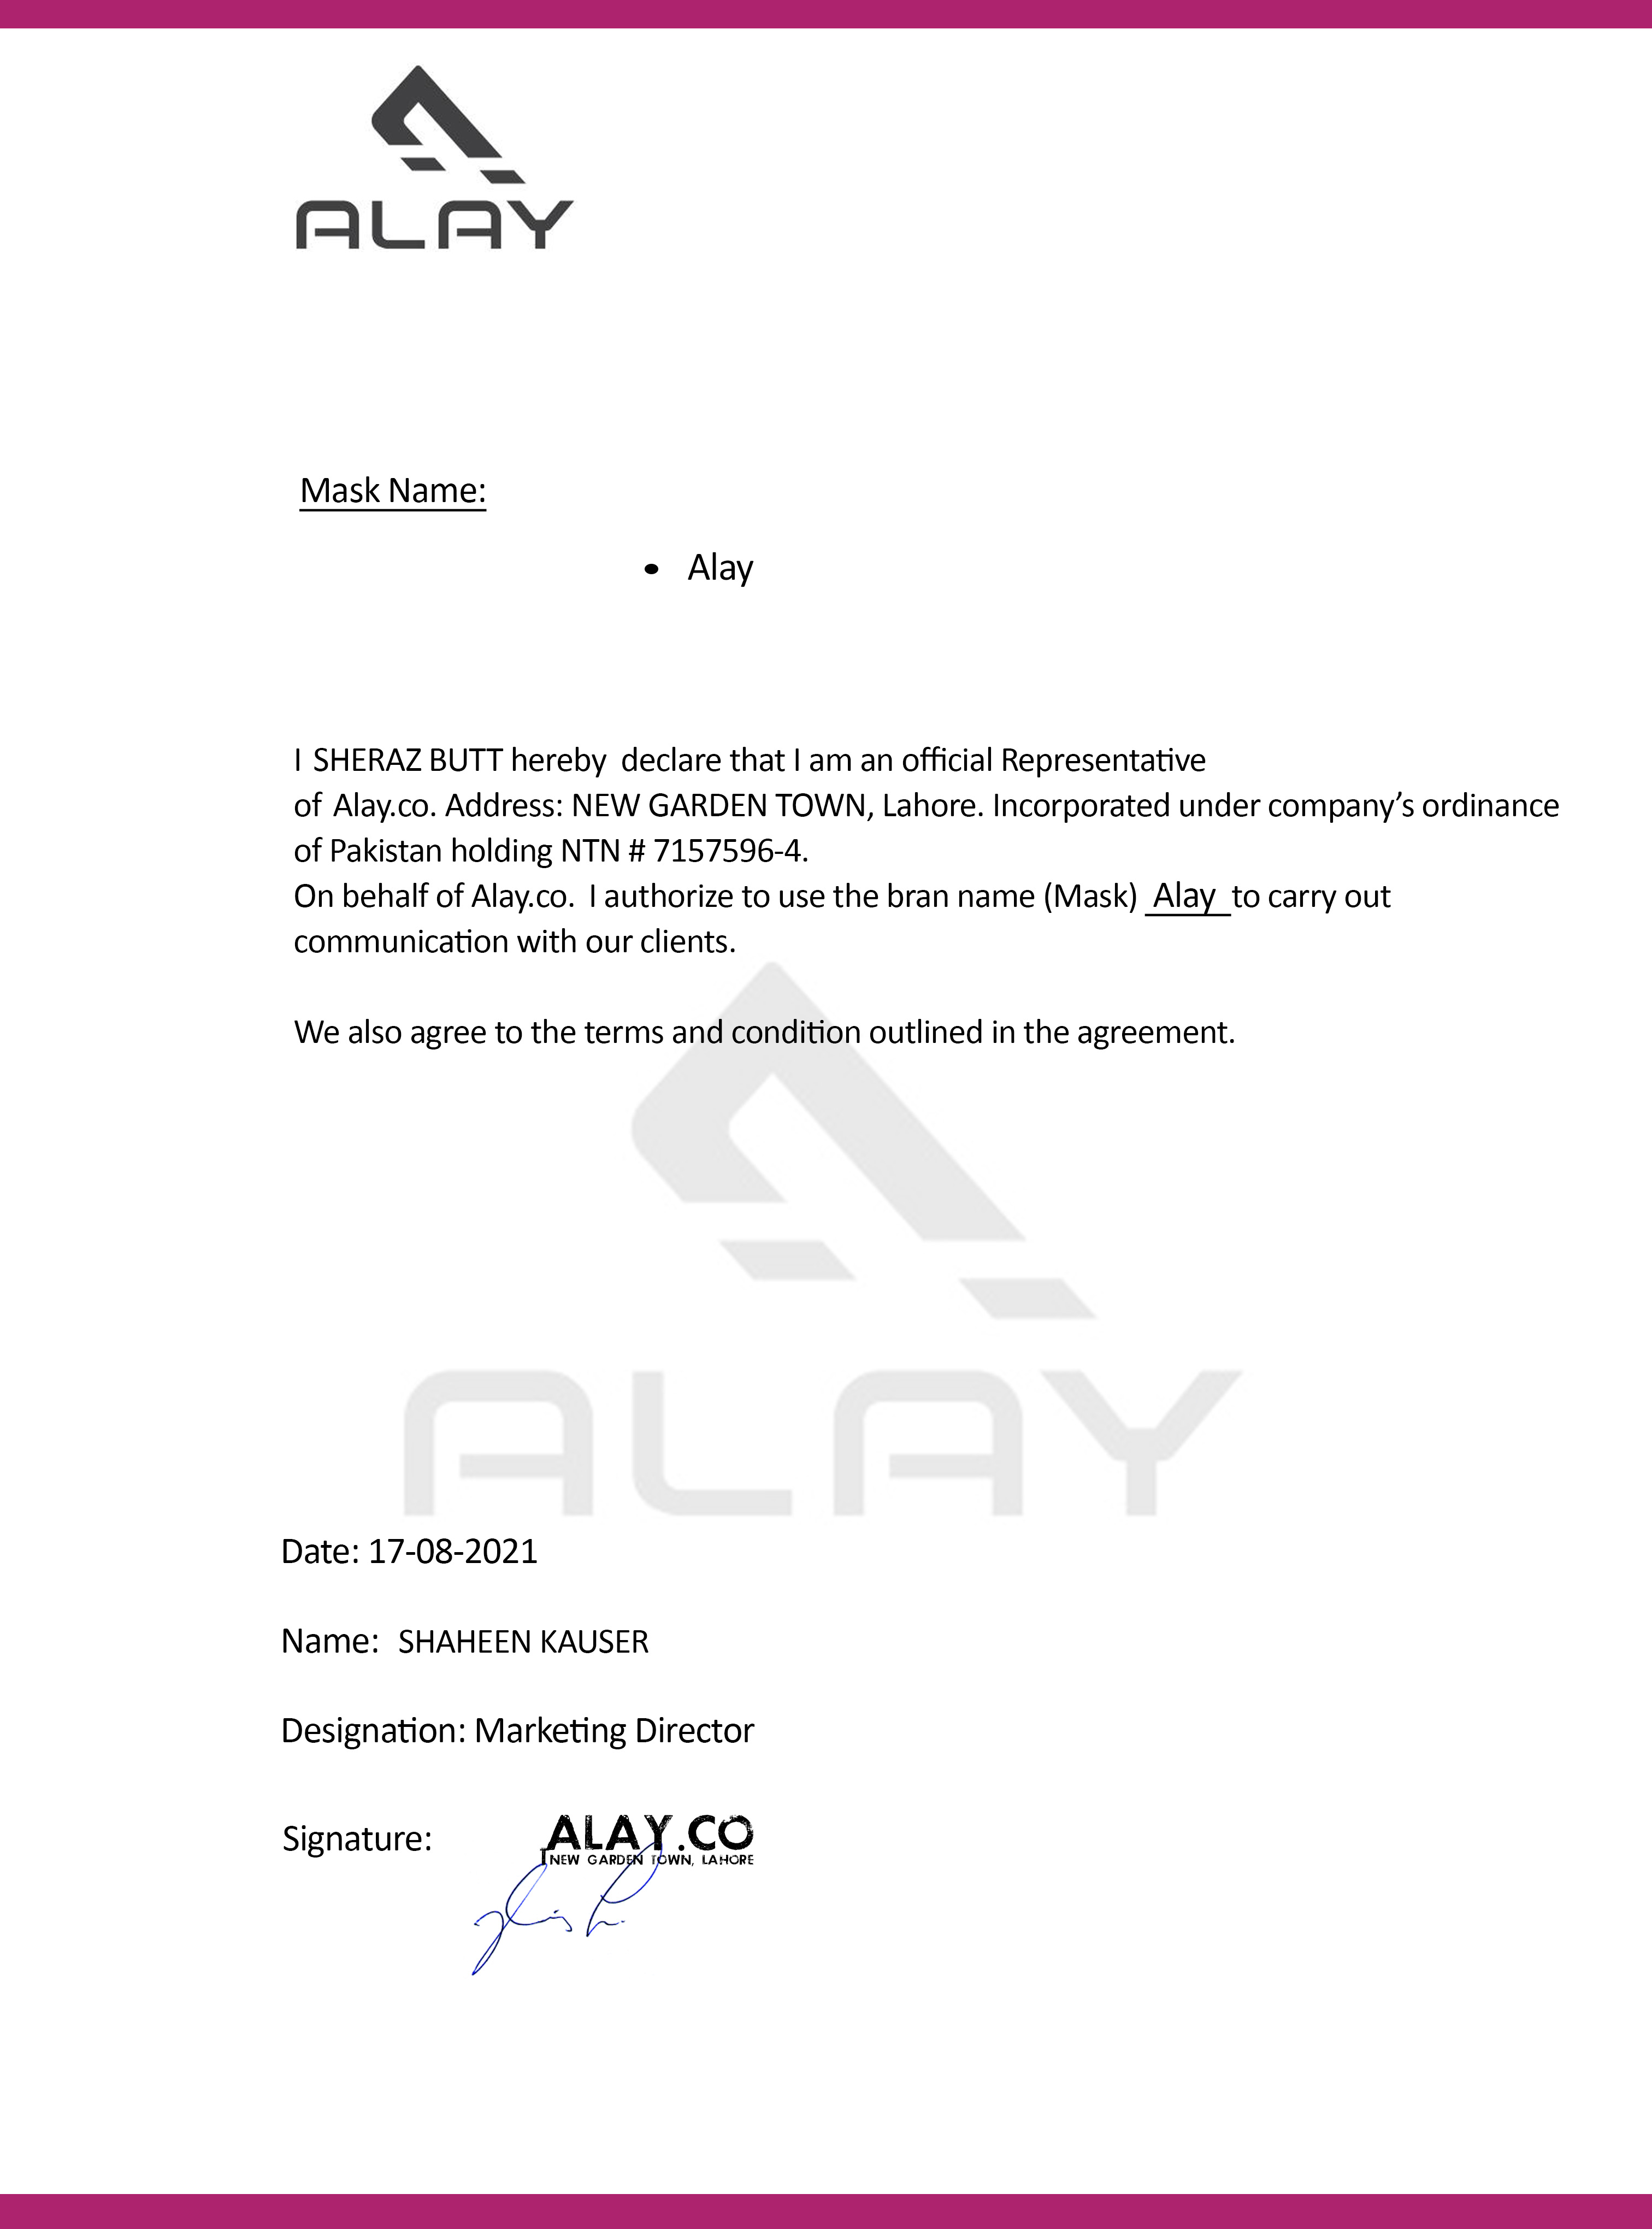 ALAY
Mask Name:
• Alay
I SHERAZ BUTT hereby declare that I am an official Representative
of Alay.co. Address: NEW GARDEN TOWN, Lahore. Incorporated under company’s ordinance
of Pakistan holding NTN # 7157596-4.
On behalf of Alay.co. I authorize to use the bran name (Mask) Alay to carry out
communication with our clients.
We also agree to the terms and condition outlined in the agreement.
ALAY
Date: 17-08-2021
Name: SHAHEEN KAUSER
Designation: Marketing Director
Signature:
ALAY.CO
NEW GARDEN TOWN, LAHORE